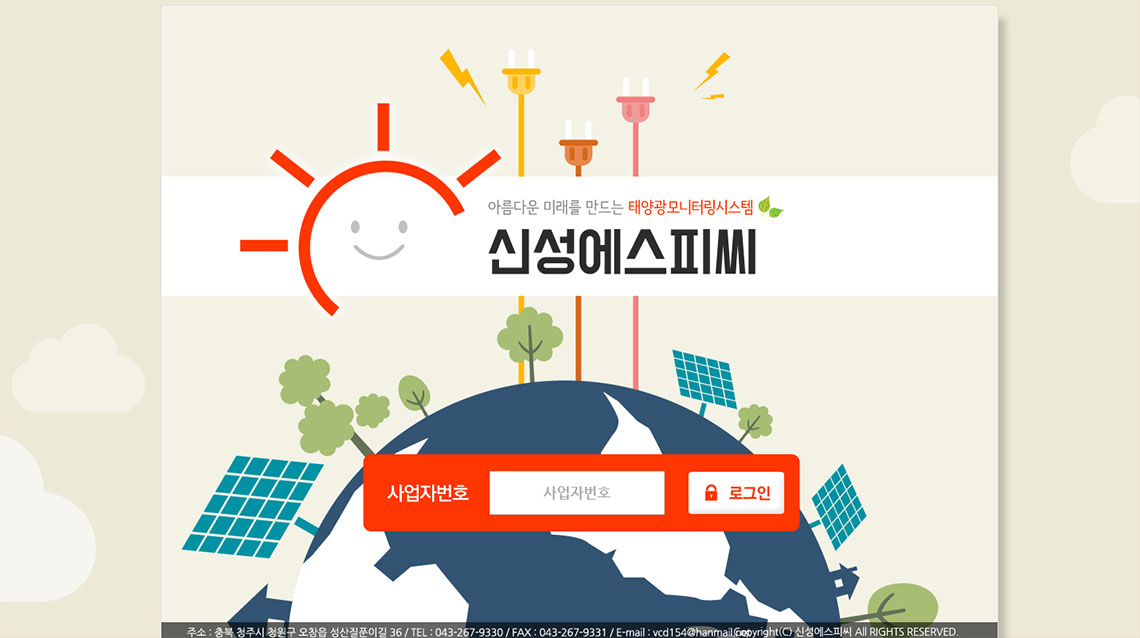 아름다운 미래를 만드는 태양광모니터링시스템
신성에스피씨
사업자번호 사업자번호 로그인
주소 : 충북 청주시 청원구 오창읍 성산질푼이길 36 / TEL : 043-267-9330 / FAX : 043-267-9331 / E-mail : vcd154@hanmail.net Copyright(C) 신성에스피씨 All RIGHTS RESERVED.